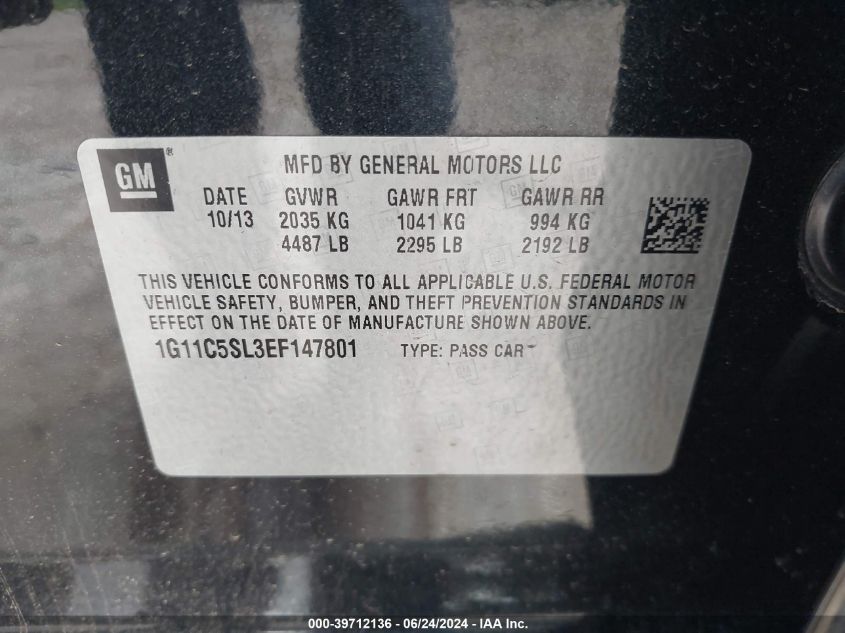 GM®
MFD BY GENERAL MOTORS LLC
DATE GVWR GAWR FRT GAWR RR
10/13 2035 KG 1041 KG 994 KG
4487 LB 2295 LB 2192 LB
THIS VEHICLE CONFORMS TO ALL APPLICABLE U.S. FEDERAL MOTOR
VEHICLE SAFETY, BUMPER, AND THEFT PREVENTION STANDARDS IN
EFFECT ON THE DATE OF MANUFACTURE SHOWN ABOVE.
1G11C5SL3EF147801 TYPE: PASS CAR
000-39712136 - 06/24/2024 - IAA Inc.